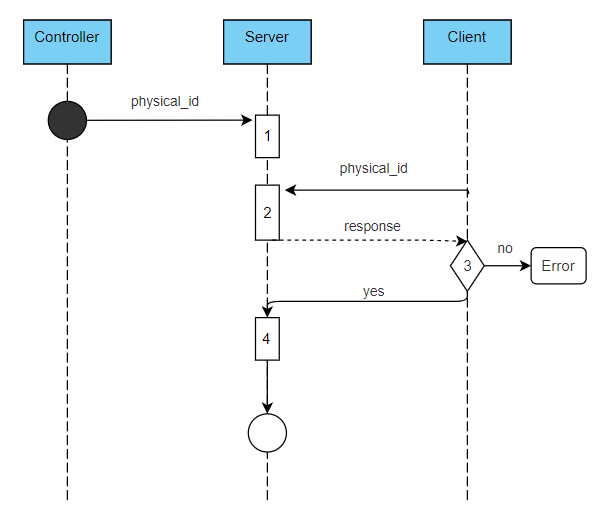 Controller
Server
Client
physical_id
1
physical_id
2
response
no
3
Error
yes
4